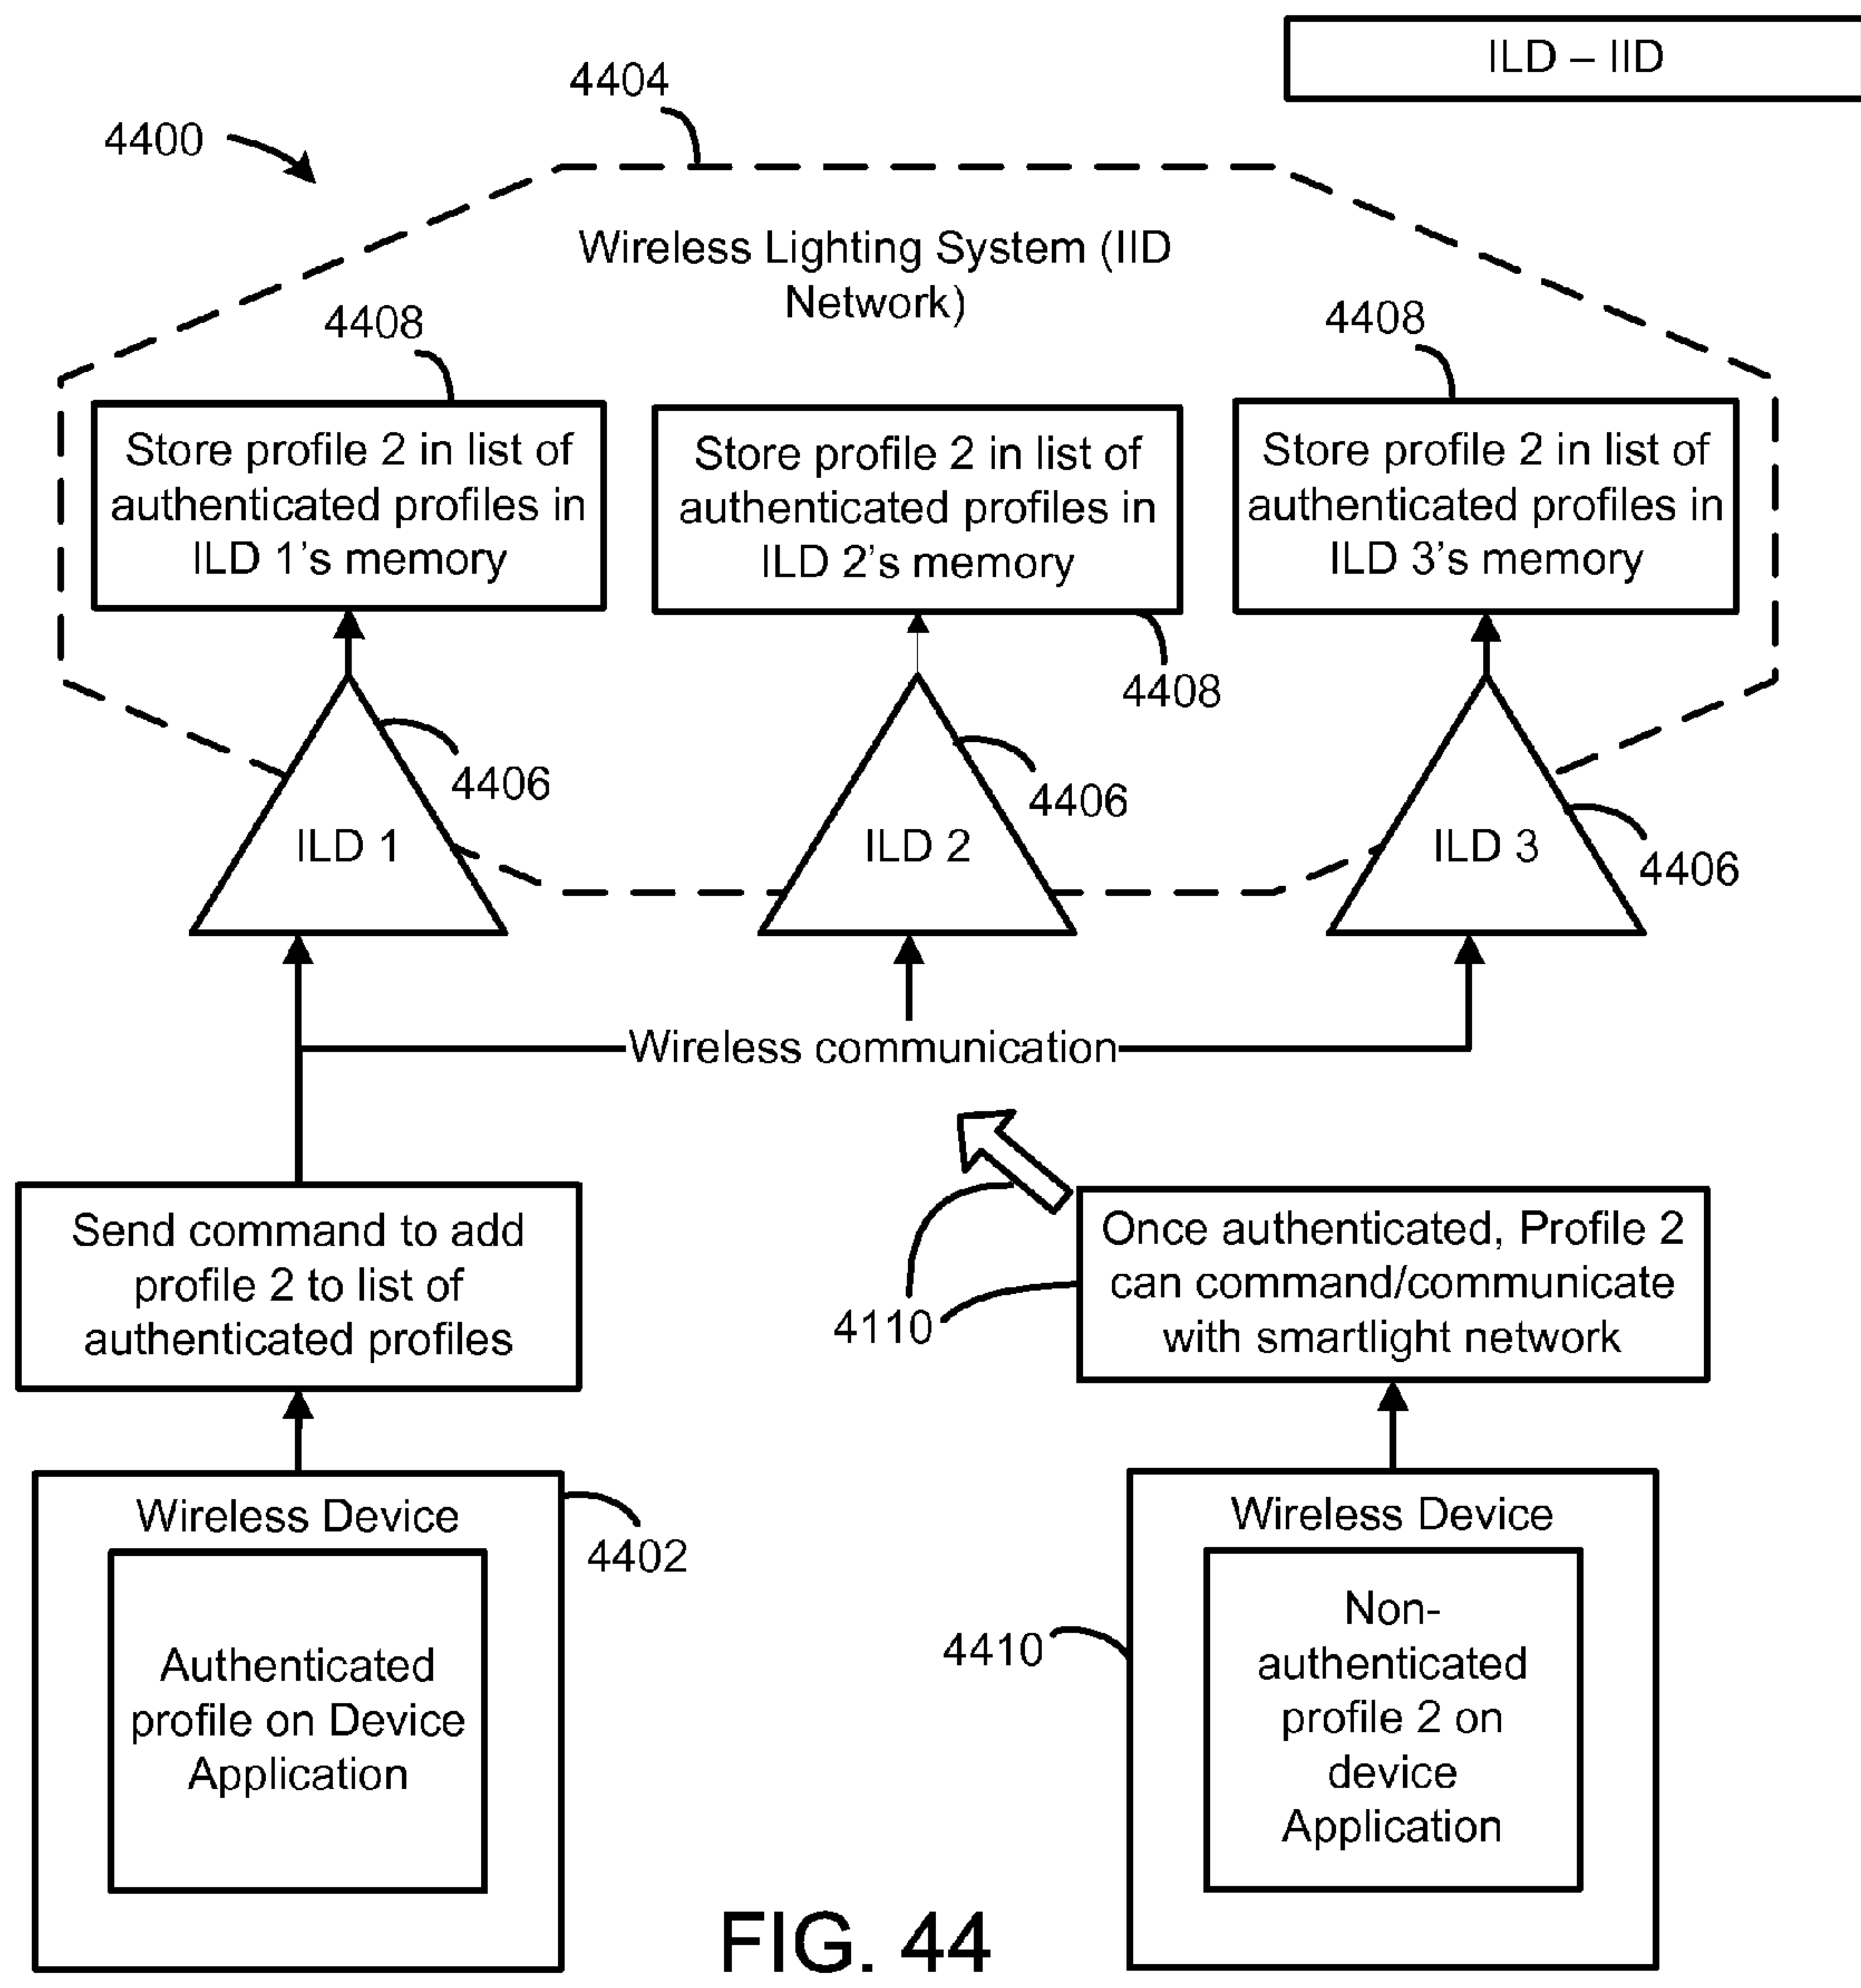 ILD – IID
4404
4400
Wireless Lighting System (IID
Network)
4408
4408
Store profile 2 in list of
authenticated profiles in
ILD 1's memory
Store profile 2 in list of
authenticated profiles in
ILD 2's memory
Store profile 2 in list of
authenticated profiles in
ILD 3's memory
4408
4406
4406
4406
ILD 1
ILD 2
ILD 3
Wireless communication
Send command to add
profile 2 to list of
authenticated profiles
Once authenticated, Profile 2
can command/communicate
with smartlight network
4110
Wireless Device
4402
Authenticated
profile on Device
Application
Wireless Device
4410
Non-
authenticated
profile 2 on
device
Application
FIG. 44